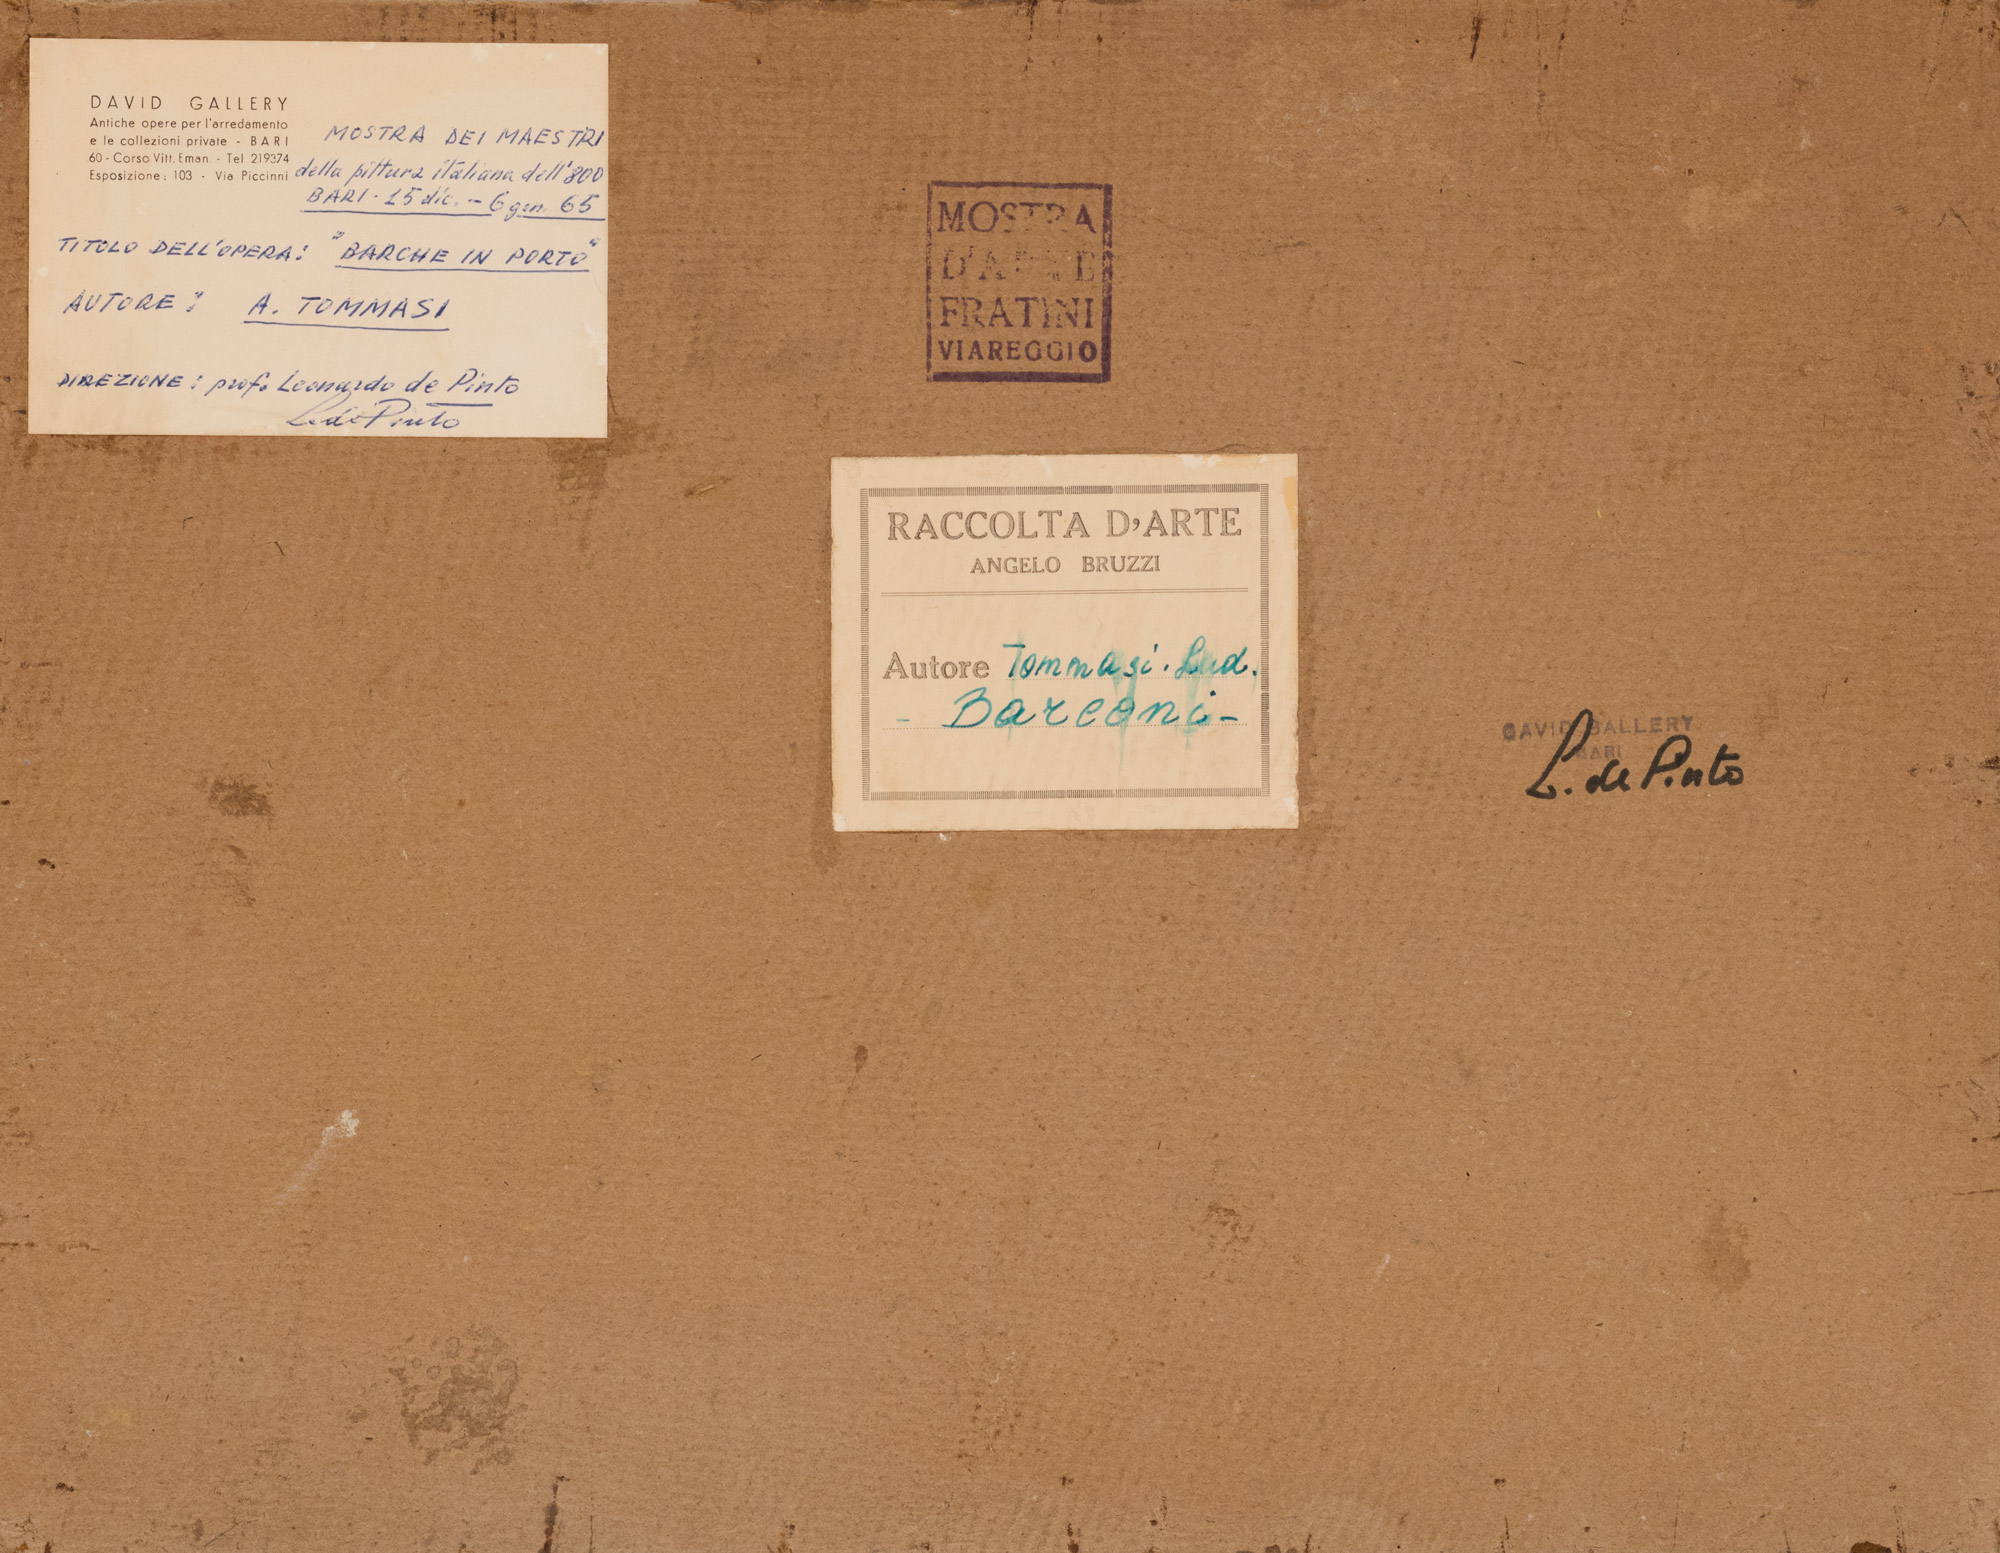 DAVID GALLERY
Antiche opere per l'arredamento
e le collezioni private - BARI
60 - Corso Vitt. Eman. - Tel. 219374
Esposizione: 103 - Via Piccinni
MOSTRA DEI MAESTRI
della pittura italiana dell'800
BARI - 15 dic. - 6 gen. 65
TITOLO DELL'OPERA: "BARCHE IN PORTO"
AUTORE: A. TOMMASI
DIREZIONE: prof. Leonardo de Pinto
L de Pinto
MOSTRA
D'ARTE
FRATINI
VIAREGGIO
RACCOLTA D'ARTE
ANGELO BRUZZI
Autore Tommasi. Lud.
- Barconi -
DAVID GALLERY
BARI
L. de Pinto